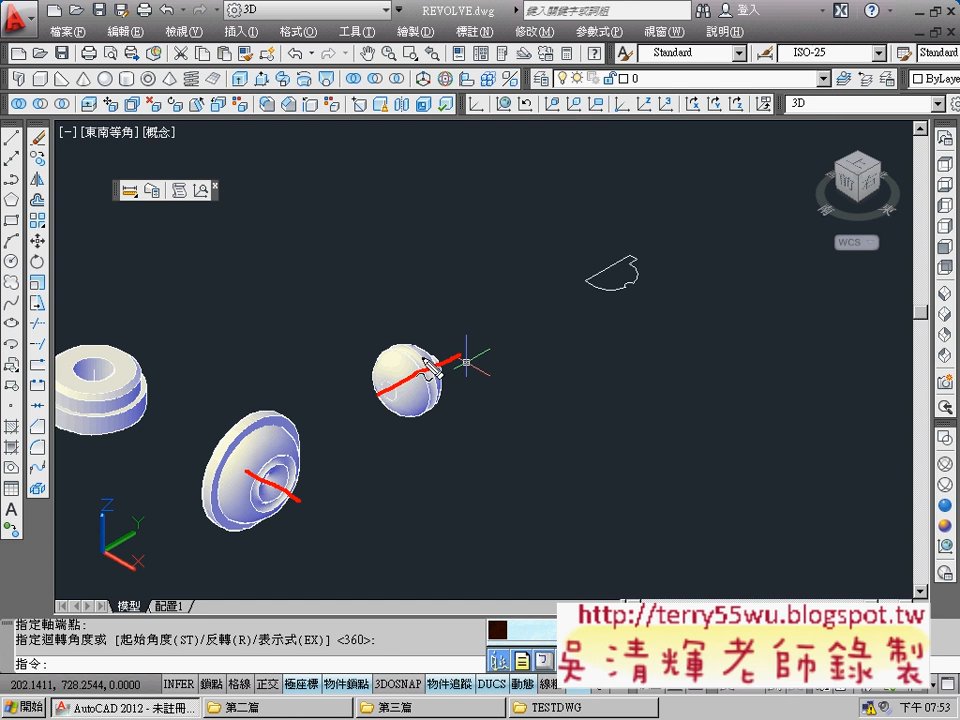 3D
REVOLVE.dwg
鍵入關鍵字或詞組
登入
檔案(F) 編輯(E) 檢視(V) 插入(I) 格式(O) 工具(T) 繪製(D) 標註(N) 修改(M) 參數式(P) 視窗(W) 說明(H)
Standard ISO-25 Standard
0 ByLaye
3D
[-][東南等角][概念]
上 前 右
南 東
WCS
Z Y X
模型 配置1
指定軸端點:
指定迴轉角度或 [起始角度(ST)/反轉(R)/表示式(EX)] <360>:
指令:
http://terry55wu.blogspot.tw
吳清輝老師錄製
202.1411, 728.2544, 0.0000 INFER 鎖點 格線 正交 極座標 物件鎖點 3DOSNAP 物件追蹤 DUCS 動態 線粗
開始 AutoCAD 2012 - 未註冊... 第二篇 第三篇 TESTDWG 下午 07:53